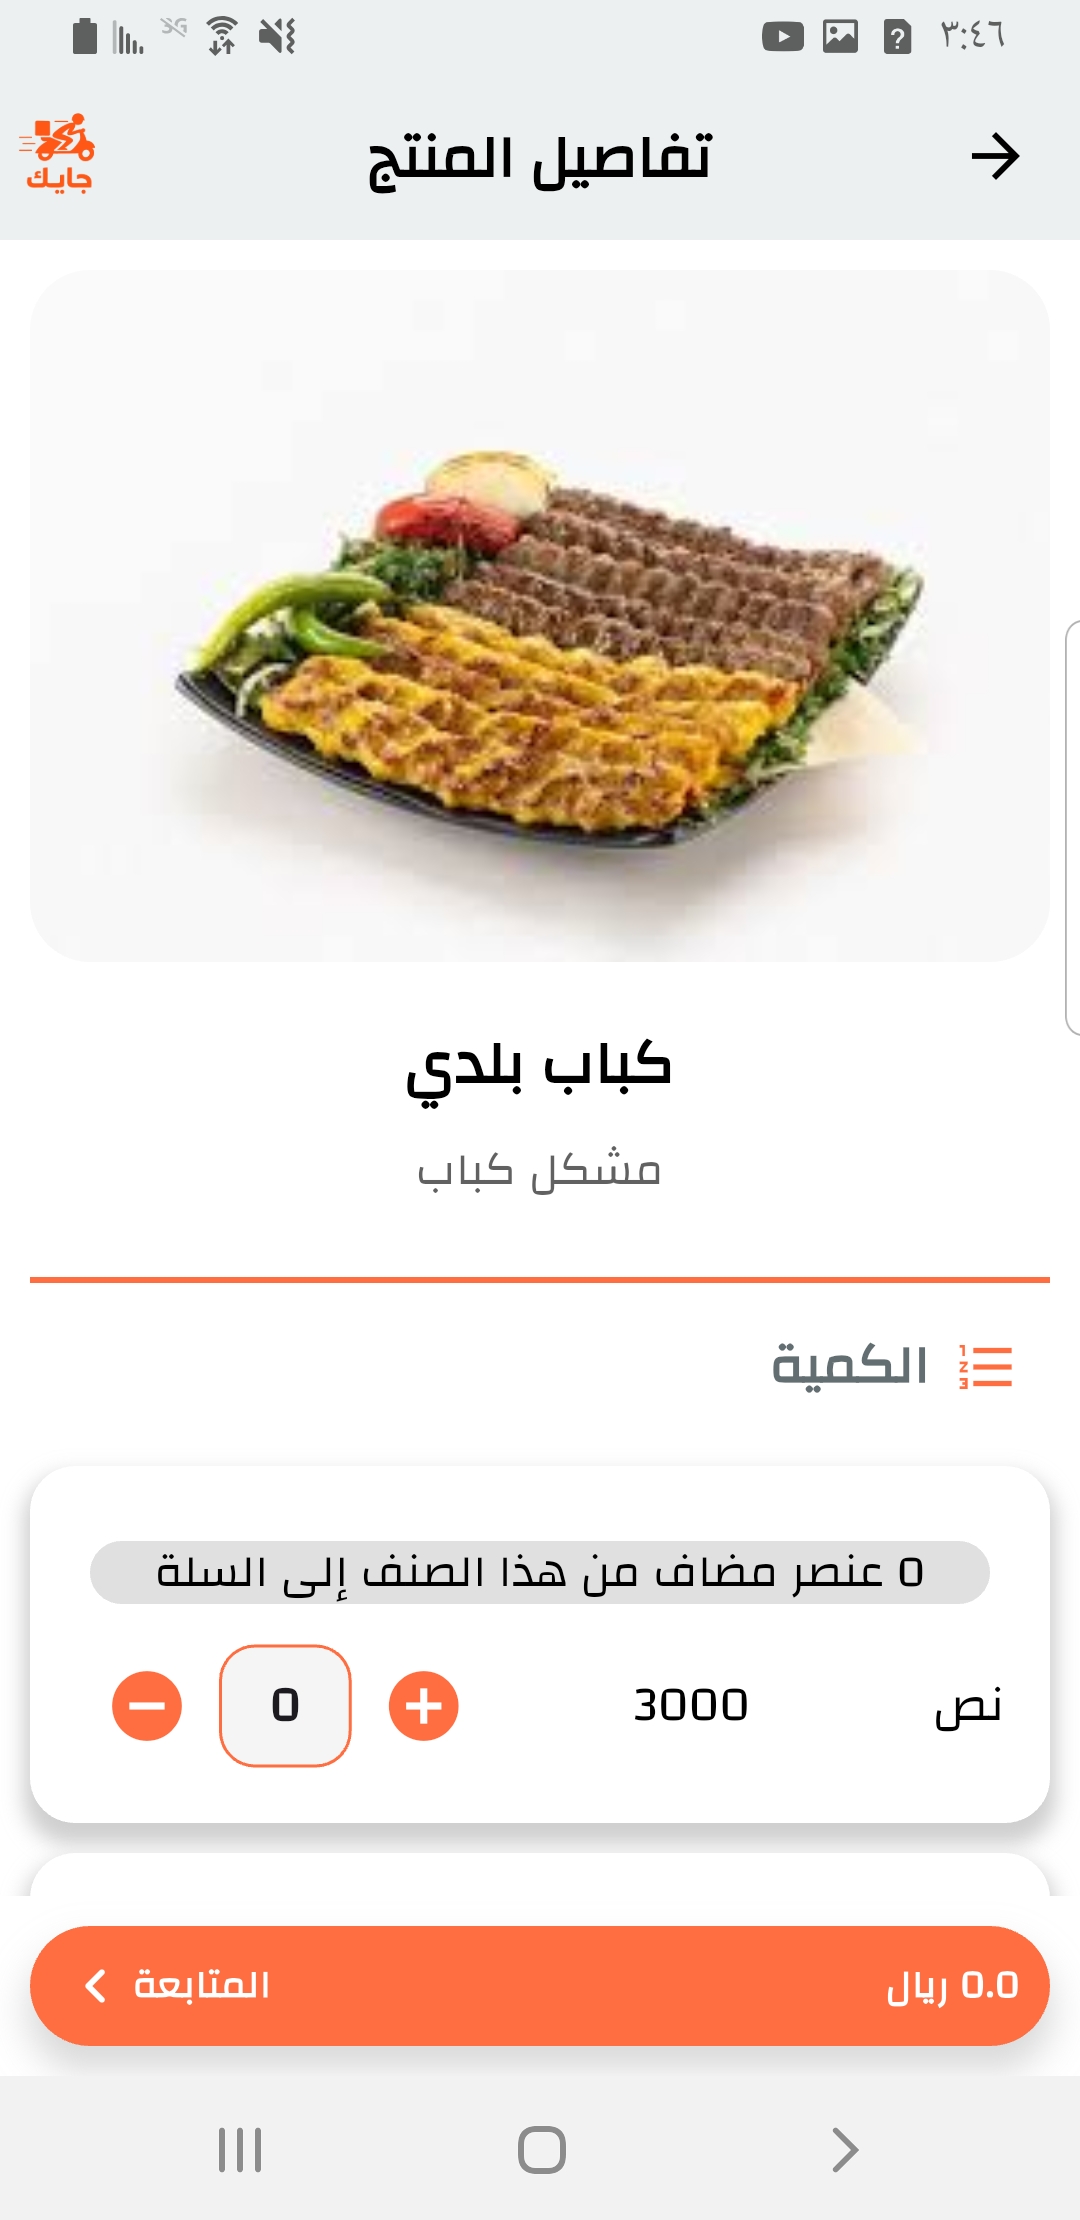 ٣:٤٦
3G
تفاصيل المنتج
جايك
كباب بلدي
مشكل كباب
الكمية
0 عنصر مضاف من هذا الصنف إلى السلة
نص 3000 0
0.0 ريال المتابعة